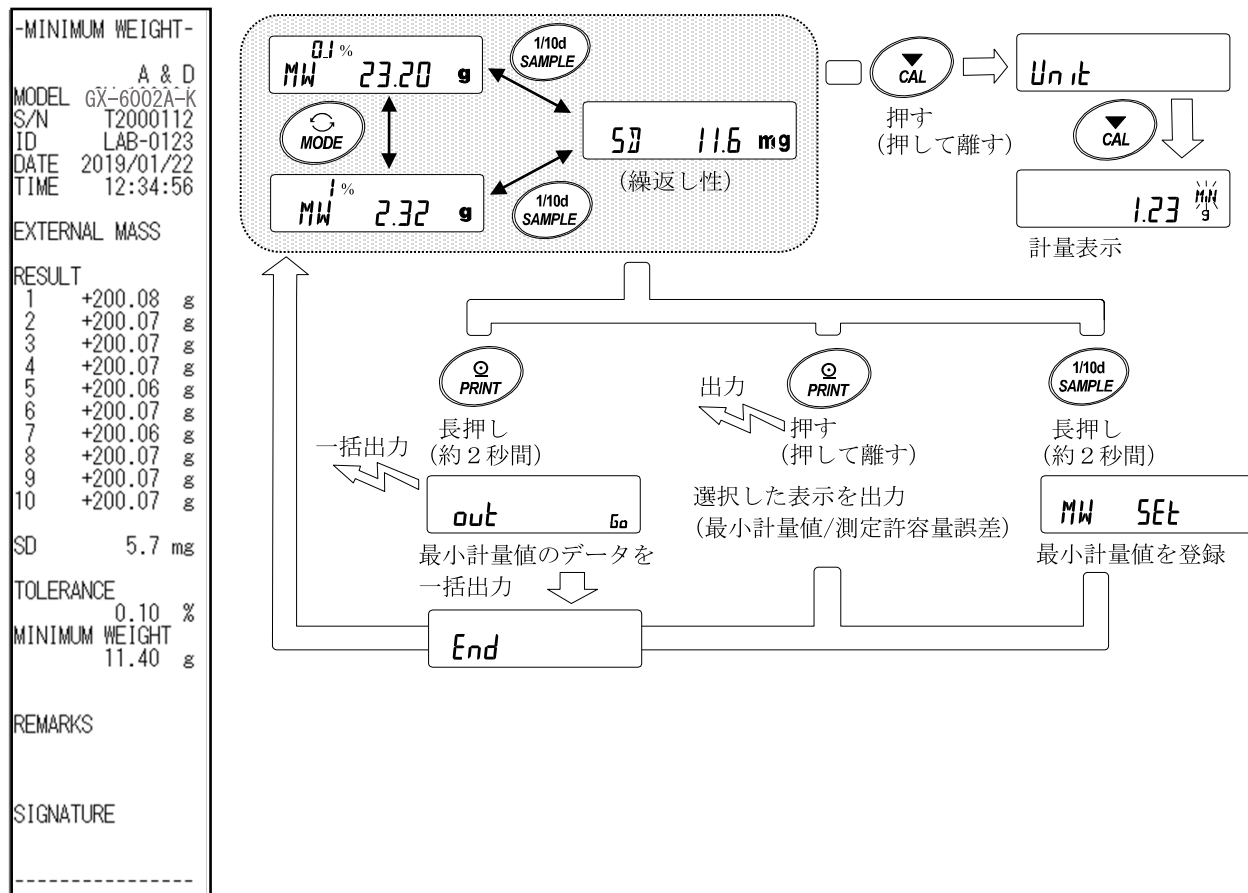 -MINIMUM WEIGHT-
A & D
MODEL GX-6002A-K
S/N T2000112
ID LAB-0123
DATE 2019/01/22
TIME 12:34:56
EXTERNAL MASS
RESULT
1 +200.08 g
2 +200.07 g
3 +200.07 g
4 +200.07 g
5 +200.06 g
6 +200.07 g
7 +200.06 g
8 +200.07 g
9 +200.07 g
10 +200.07 g
SD 5.7 mg
TOLERANCE
0.10 %
MINIMUM WEIGHT
11.40 g
REMARKS
SIGNATURE
----------------
0.1 %
MW 23.20 g
1/10d
SAMPLE
MODE
SD 11.6 mg
(繰返し性)
1 %
MW 2.32 g
1/10d
SAMPLE
CAL
押す
(押して離す)
Unit
CAL
1.23 MIN g
計量表示
PRINT
長押し
(約２秒間)
一括出力
out Go
最小計量値のデータを
一括出力
End
出力
PRINT
押す
(押して離す)
選択した表示を出力
(最小計量値/測定許容量誤差)
1/10d
SAMPLE
長押し
(約２秒間)
MW SEt
最小計量値を登録